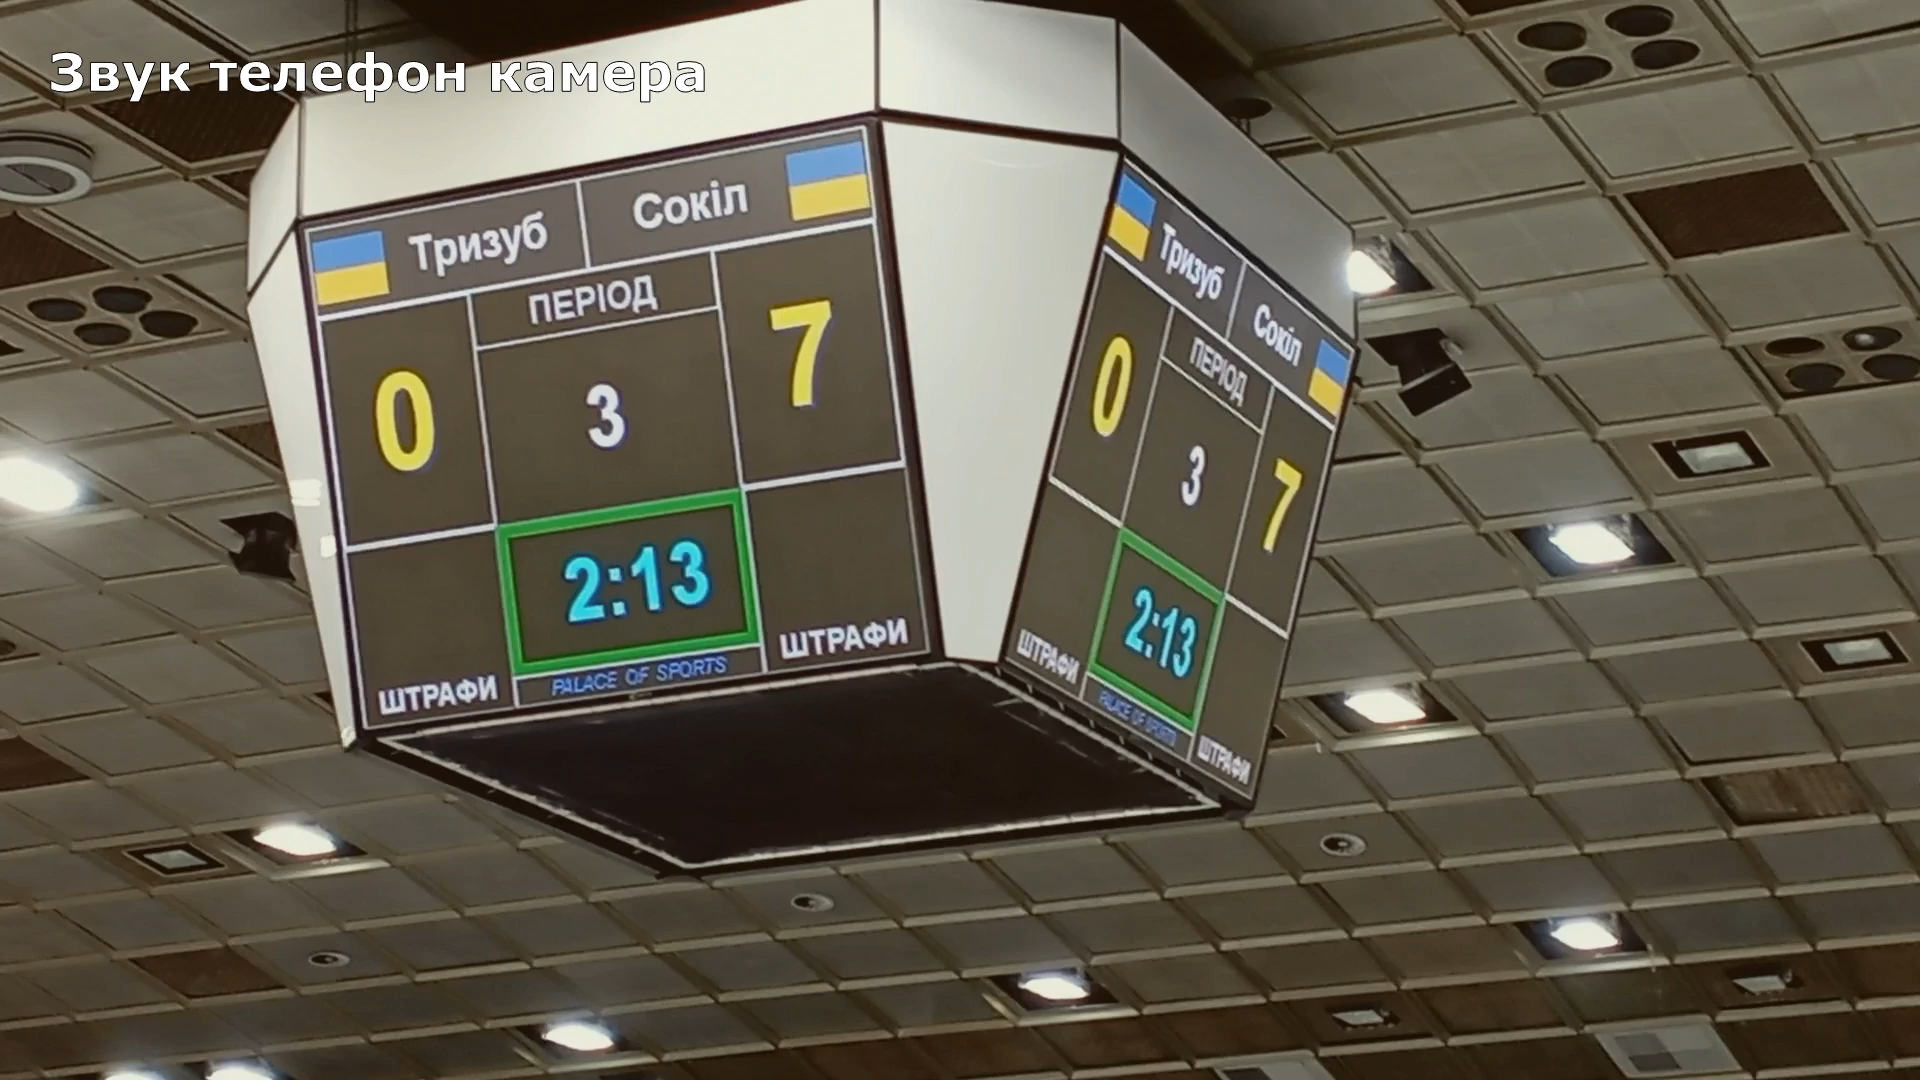 Звук телефон камера
Тризуб Сокіл
ПЕРІОД
0 3 7
2:13
ШТРАФИ ШТРАФИ
PALACE OF SPORTS
Тризуб Сокіл
ПЕРІОД
0 3 7
2:13
ШТРАФИ ШТРАФИ
PALACE OF SPORTS